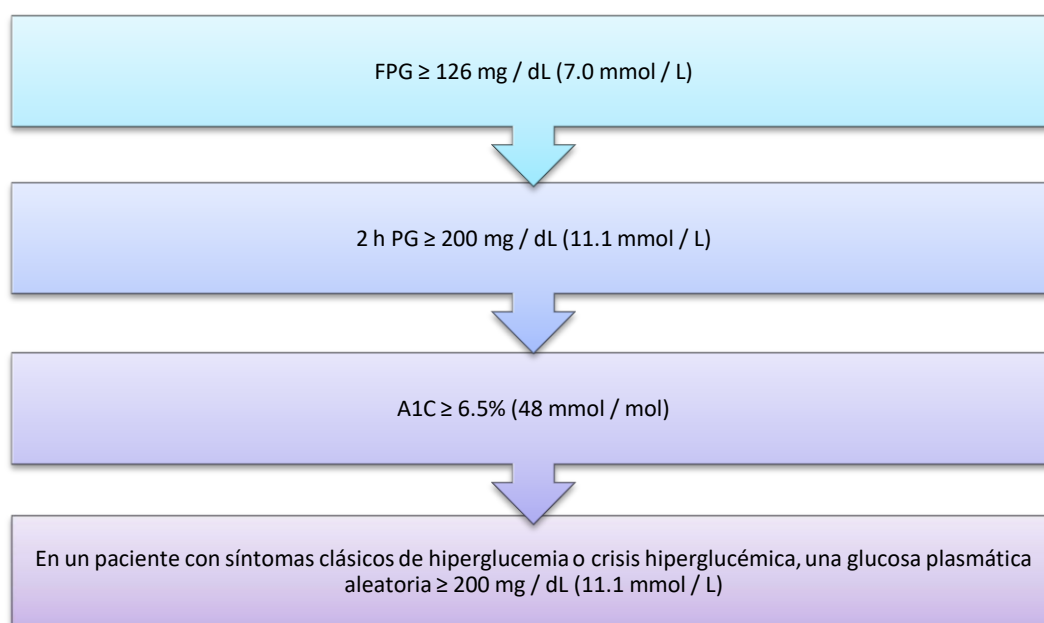 FPG ≥ 126 mg / dL (7.0 mmol / L)
2 h PG ≥ 200 mg / dL (11.1 mmol / L)
A1C ≥ 6.5% (48 mmol / mol)
En un paciente con síntomas clásicos de hiperglucemia o crisis hiperglucémica, una glucosa plasmática
aleatoria ≥ 200 mg / dL (11.1 mmol / L)